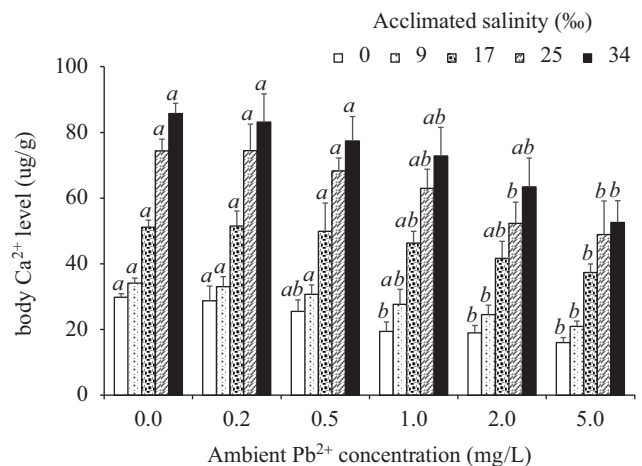 Acclimated salinity (‰)
0 9 17 25 34
body Ca²⁺ level (ug/g)
100
80
60
40
20
0
a a a a a
a a a a a
ab a a a a
b ab ab ab ab
b b ab b ab
b b b b b
0.0 0.2 0.5 1.0 2.0 5.0
Ambient Pb²⁺ concentration (mg/L)